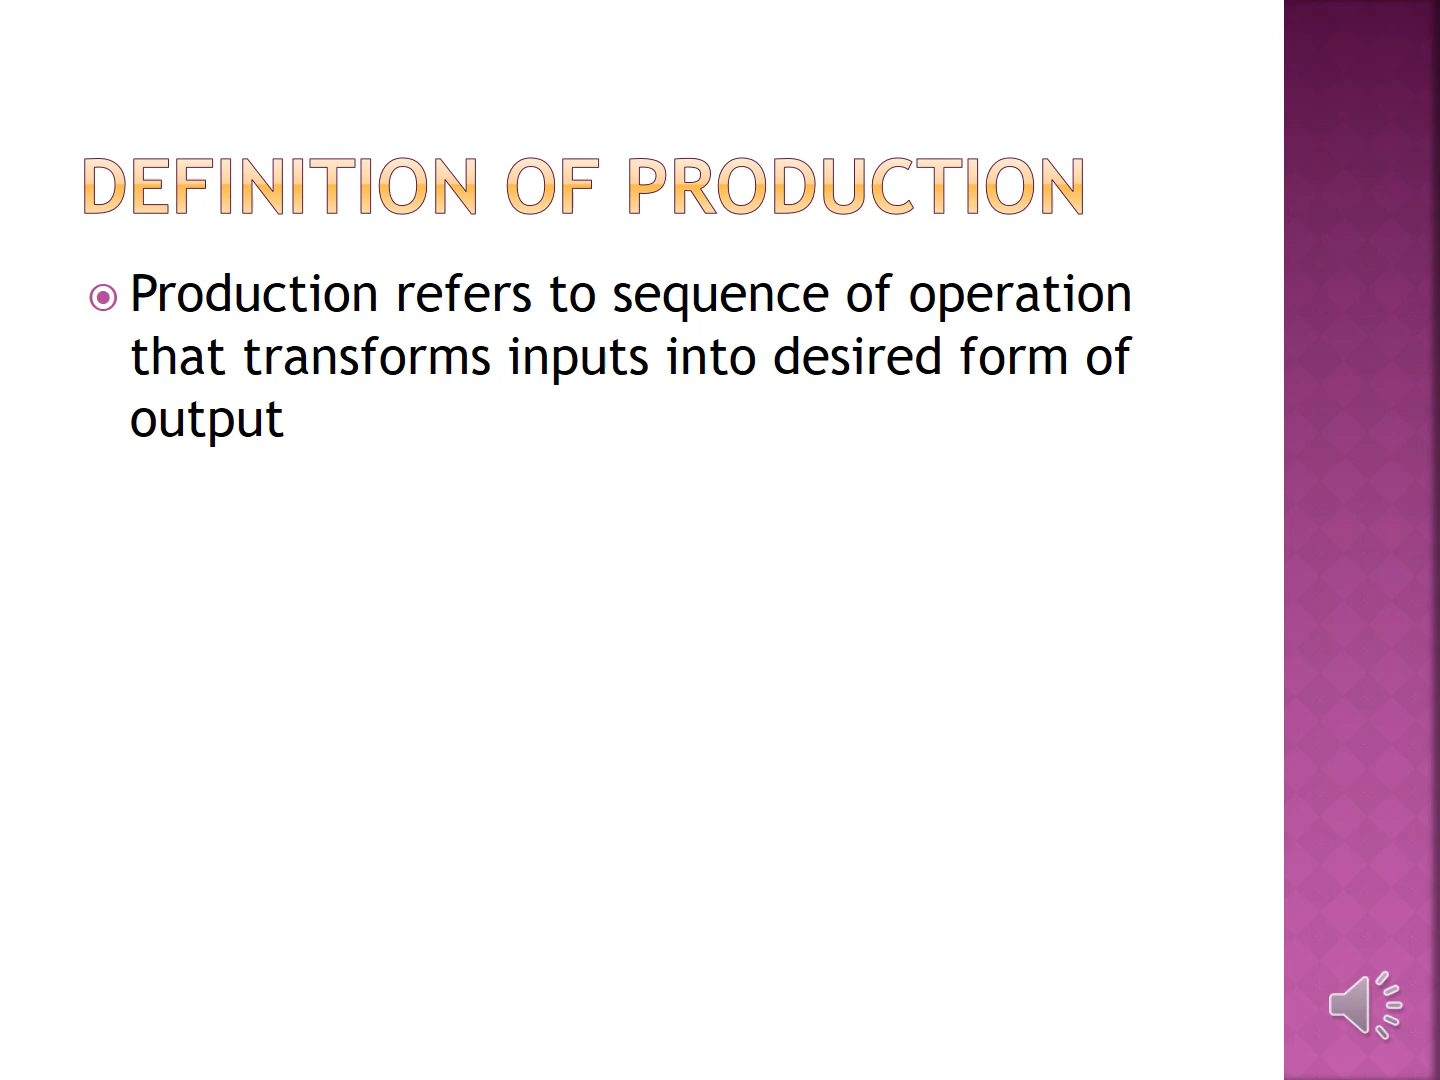 DEFINITION OF PRODUCTION
Production refers to sequence of operation
that transforms inputs into desired form of
output